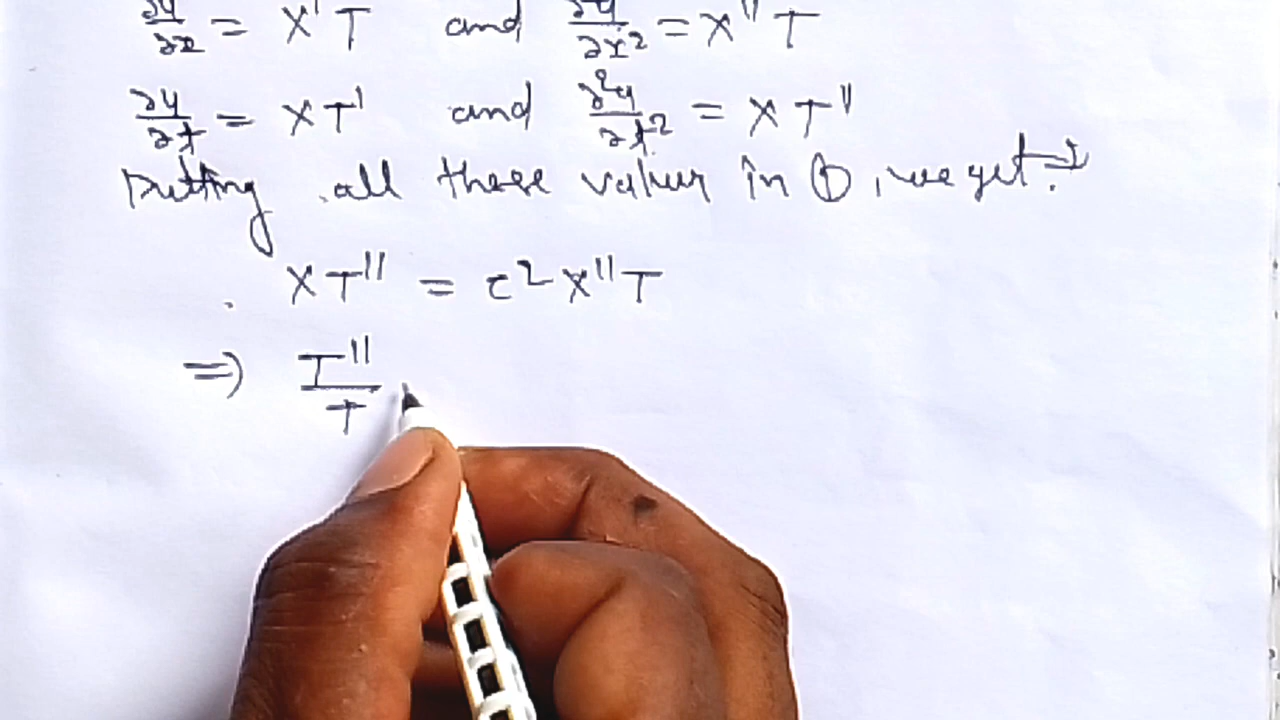 ∂y/∂x = X'T and ∂²y/∂x² = X''T
∂y/∂t = XT' and ∂²y/∂t² = XT''
Putting all these values in ①, we get:→
XT'' = c²X''T
=> T''/T